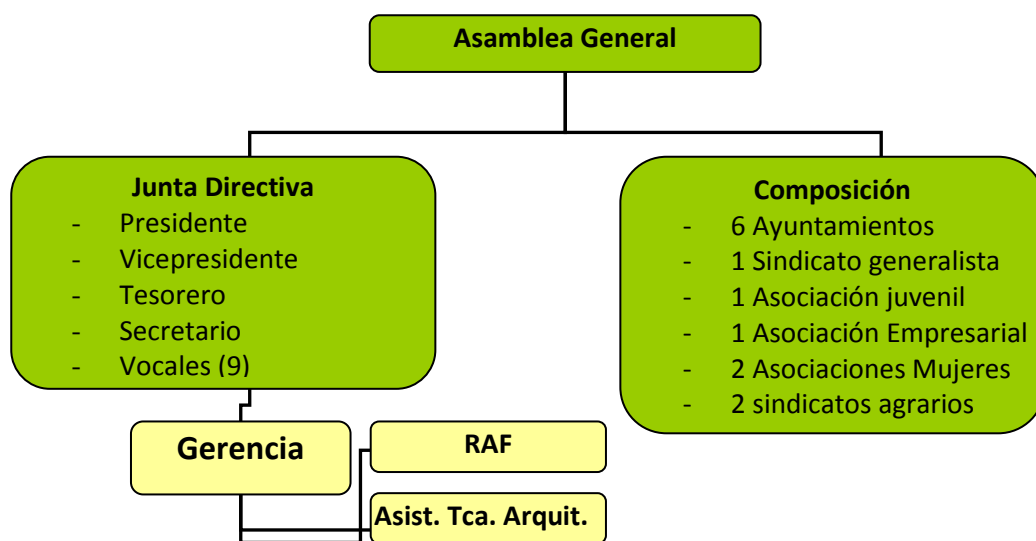 Asamblea General
Junta Directiva
- Presidente
- Vicepresidente
- Tesorero
- Secretario
- Vocales (9)
Composición
- 6 Ayuntamientos
- 1 Sindicato generalista
- 1 Asociación juvenil
- 1 Asociación Empresarial
- 2 Asociaciones Mujeres
- 2 sindicatos agrarios
Gerencia
RAF
Asist. Tca. Arquit.